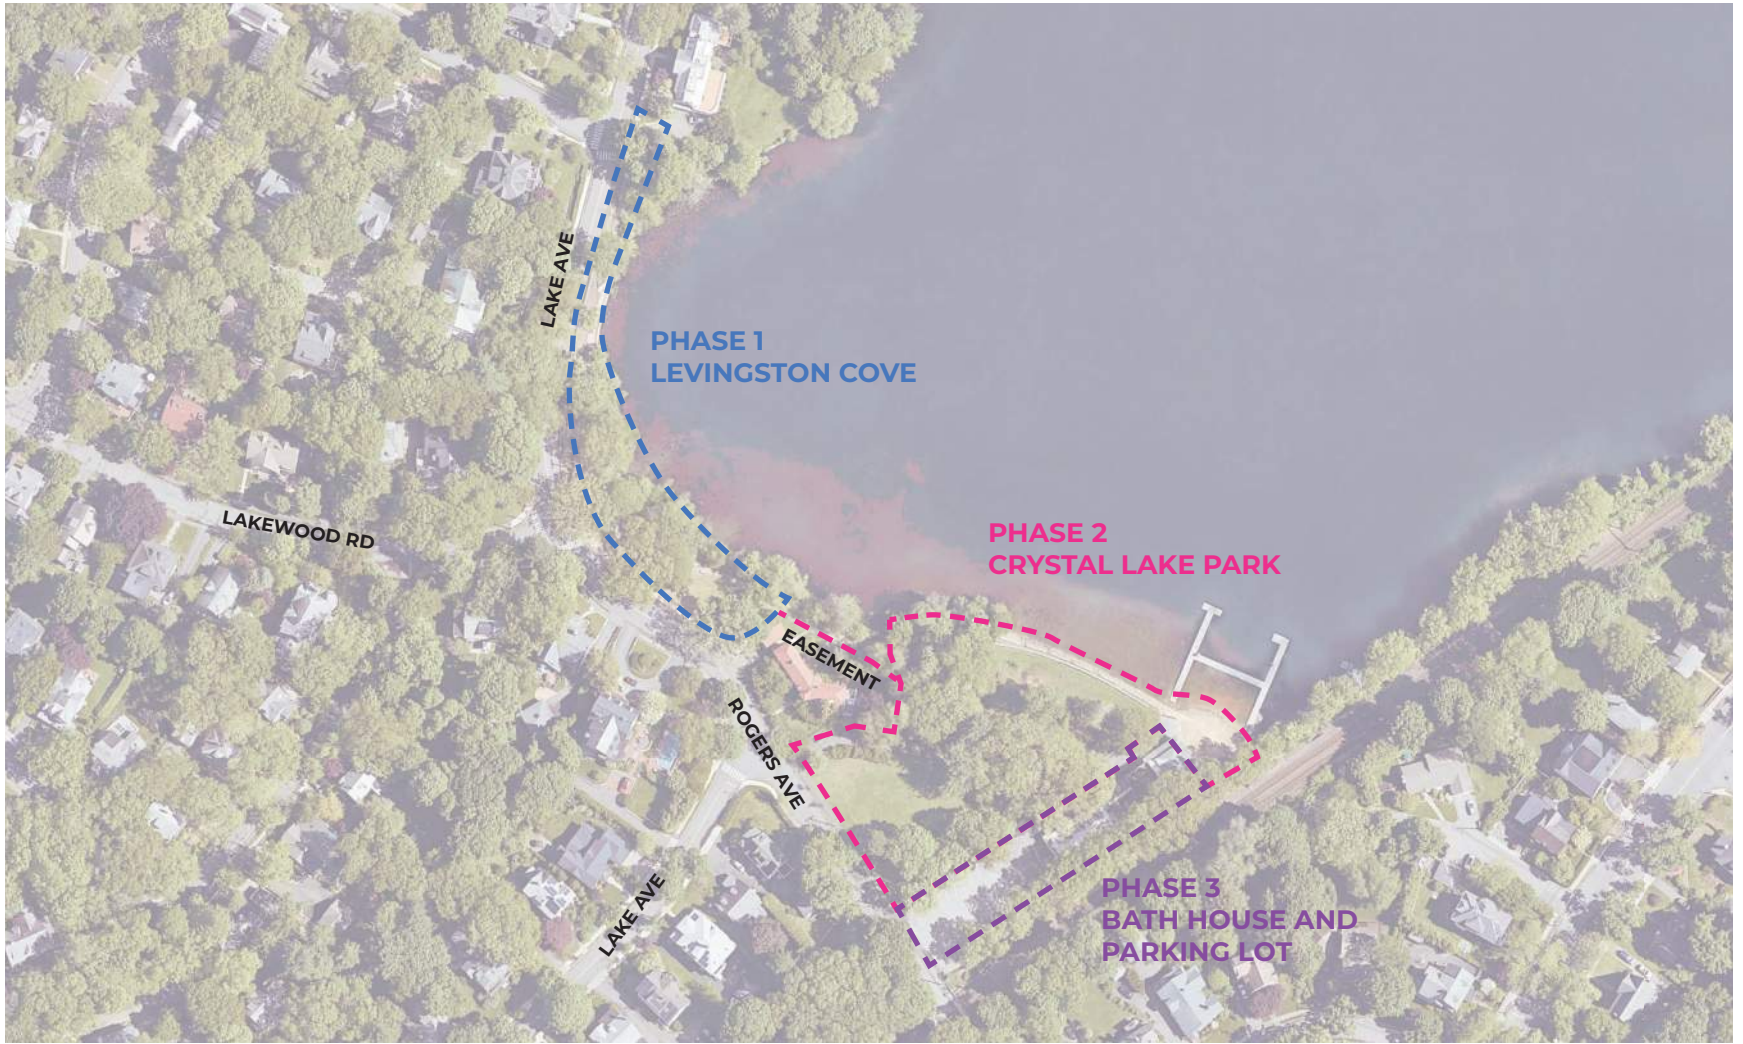 LAKE AVE
PHASE 1
LEVINGSTON COVE
LAKEWOOD RD
PHASE 2
CRYSTAL LAKE PARK
EASEMENT
ROGERS AVE
LAKE AVE
PHASE 3
BATH HOUSE AND
PARKING LOT